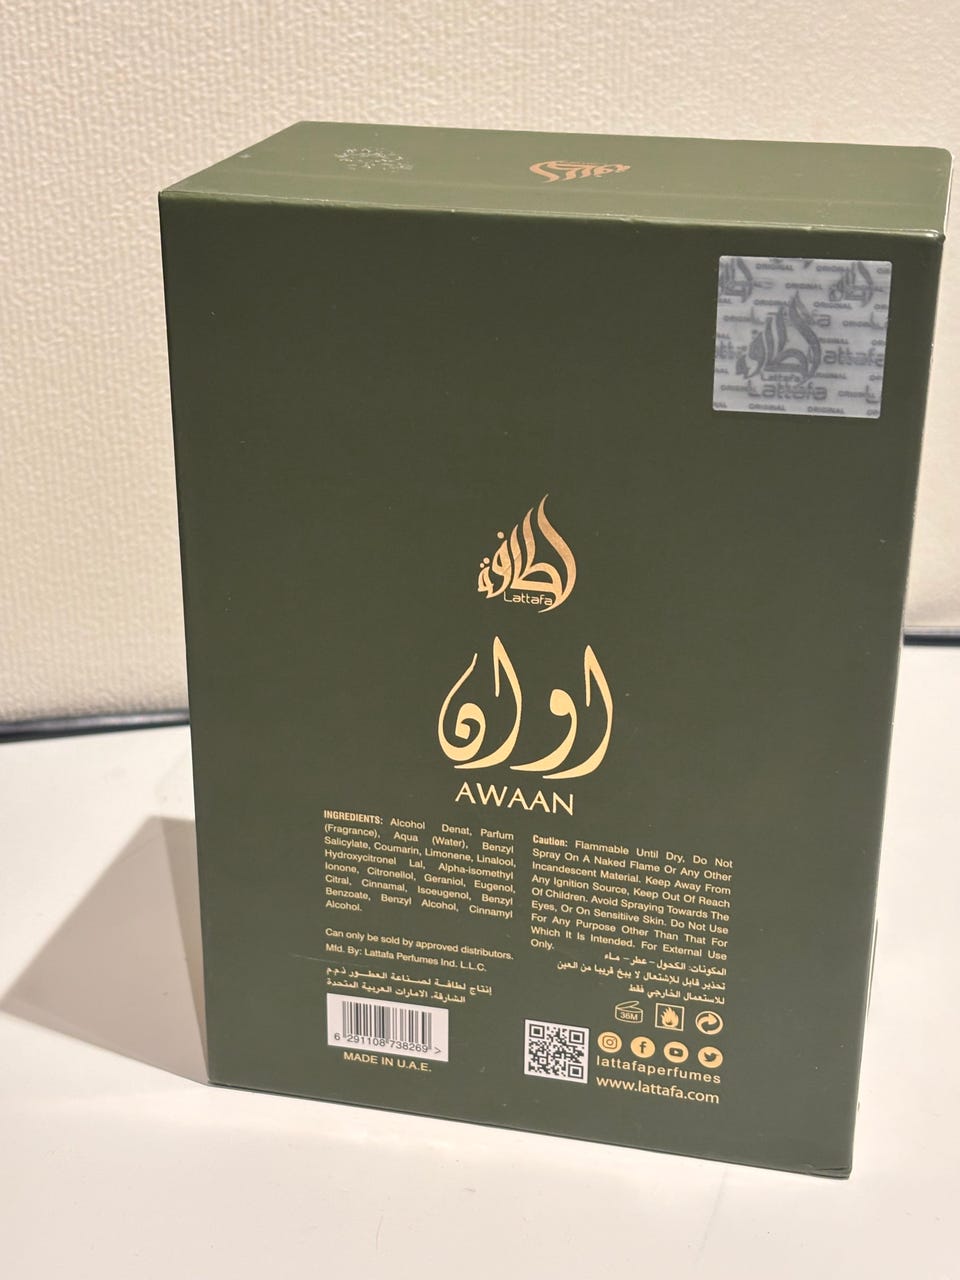 ORIGINAL
Lattafa
Lattafa
ORIGINAL
لطافة
Lattafa
اوان
AWAAN
INGREDIENTS: Alcohol Denat, Parfum
(Fragrance), Aqua (Water), Benzyl
Salicylate, Coumarin, Limonene, Linalool,
Hydroxycitronel Lal, Alpha-isomethyl
Ionone, Citronellol, Geraniol, Eugenol,
Citral, Cinnamal, Isoeugenol, Benzyl
Benzoate, Benzyl Alcohol, Cinnamyl
Alcohol.
Can only be sold by approved distributors.
Mfd. By: Lattafa Perfumes Ind. L.L.C.
إنتاج لطافة لصناعة العطور ذ.م.م
الشارقة، الامارات العربية المتحدة
6 291108 738269 >
MADE IN U.A.E.
Caution: Flammable Until Dry, Do Not
Spray On A Naked Flame Or Any Other
Incandescent Material. Keep Away From
Any Ignition Source, Keep Out Of Reach
Of Children. Avoid Spraying Towards The
Eyes, Or On Sensitiive Skin. Do Not Use
For Any Purpose Other Than That For
Which It Is Intended. For External Use
Only.
المكونات: الكحول – عطر – ماء
تحذير قابل للإشتعال لا يبخ قريبا من العين
للاستعمال الخارجي فقط
36M
lattafaperfumes
www.lattafa.com